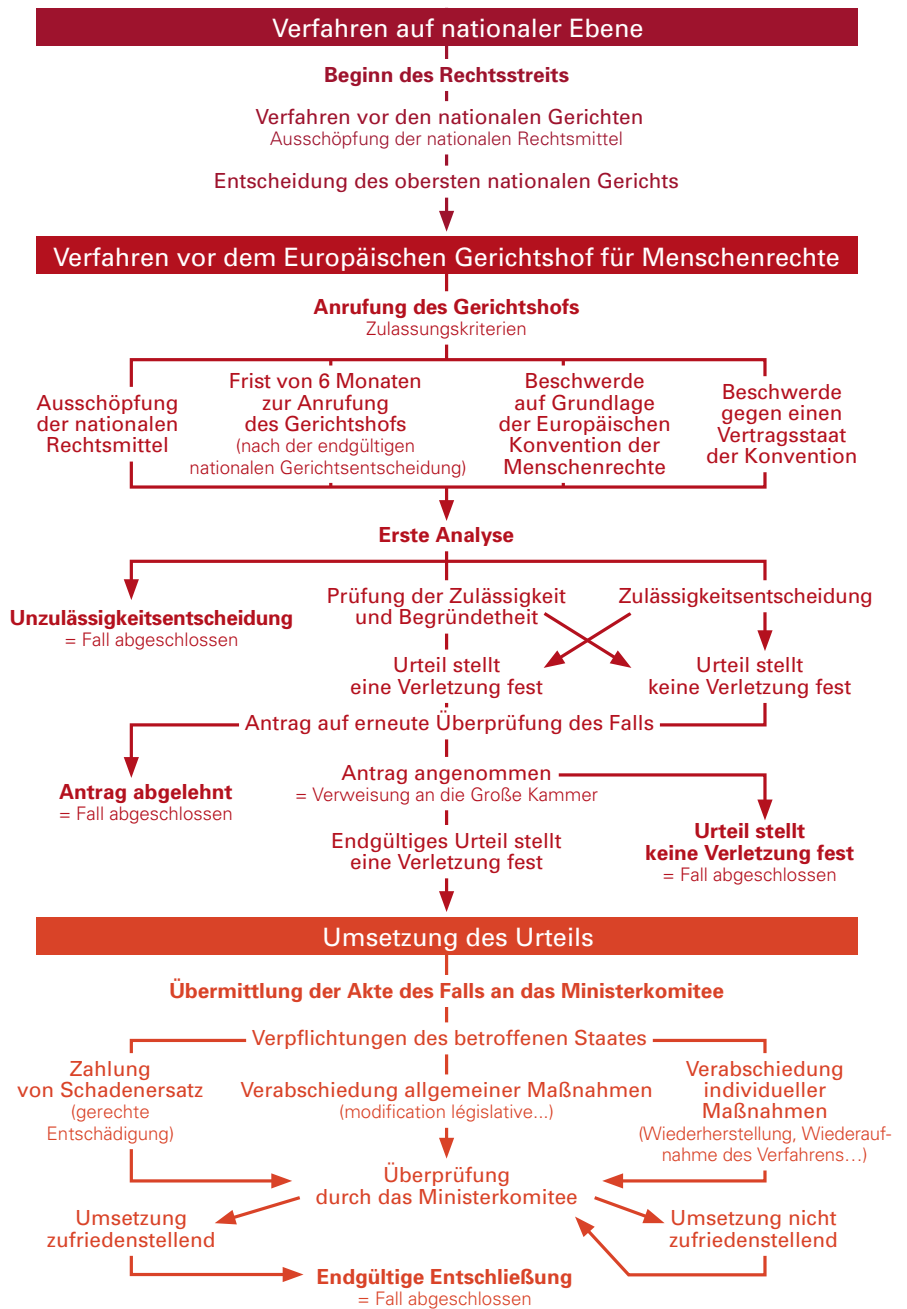 Verfahren auf nationaler Ebene
Beginn des Rechtsstreits
Verfahren vor den nationalen Gerichten
Ausschöpfung der nationalen Rechtsmittel
Entscheidung des obersten nationalen Gerichts
Verfahren vor dem Europäischen Gerichtshof für Menschenrechte
Anrufung des Gerichtshofs
Zulassungskriterien
Ausschöpfung
der nationalen
Rechtsmittel
Frist von 6 Monaten
zur Anrufung
des Gerichtshofs
(nach der endgültigen
nationalen Gerichtsentscheidung)
Beschwerde
auf Grundlage
der Europäischen
Konvention der
Menschenrechte
Beschwerde
gegen einen
Vertragsstaat
der Konvention
Erste Analyse
Unzulässigkeitsentscheidung
= Fall abgeschlossen
Prüfung der Zulässigkeit
und Begründetheit
Zulässigkeitsentscheidung
Urteil stellt
eine Verletzung fest
Urteil stellt
keine Verletzung fest
Antrag auf erneute Überprüfung des Falls
Antrag abgelehnt
= Fall abgeschlossen
Antrag angenommen
= Verweisung an die Große Kammer
Endgültiges Urteil stellt
eine Verletzung fest
Urteil stellt
keine Verletzung fest
= Fall abgeschlossen
Umsetzung des Urteils
Übermittlung der Akte des Falls an das Ministerkomitee
Verpflichtungen des betroffenen Staates
Zahlung
von Schadenersatz
(gerechte
Entschädigung)
Verabschiedung allgemeiner Maßnahmen
(modification législative...)
Verabschiedung
individueller
Maßnahmen
(Wiederherstellung, Wiederauf-
nahme des Verfahrens…)
Überprüfung
durch das Ministerkomitee
Umsetzung
zufriedenstellend
Umsetzung nicht
zufriedenstellend
Endgültige Entschließung
= Fall abgeschlossen